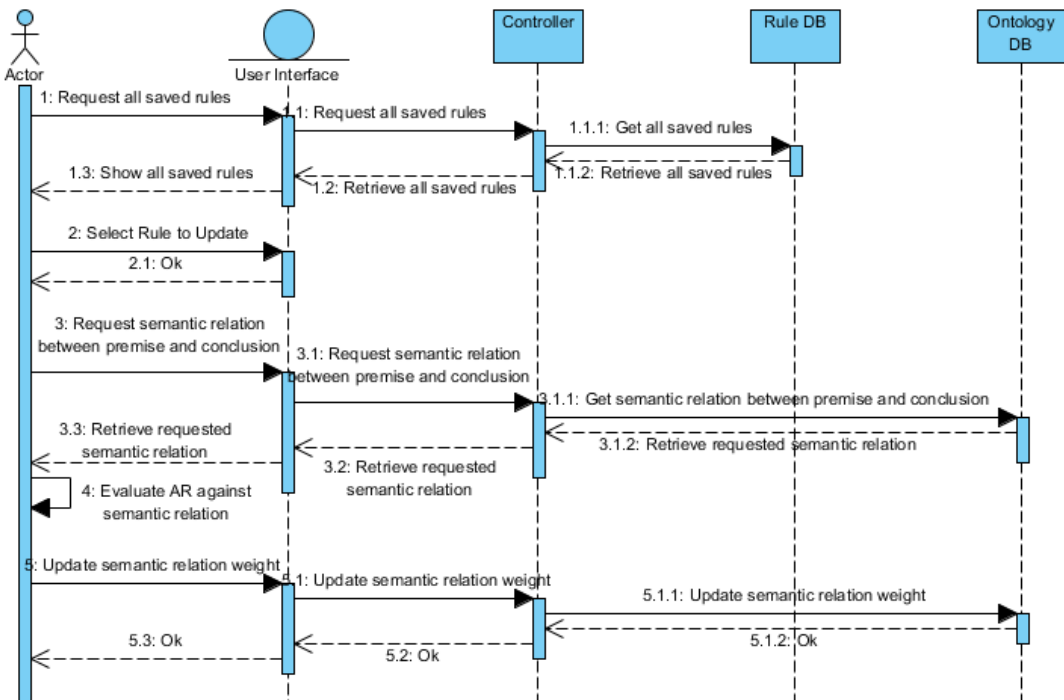 Controller
Rule DB
Ontology
DB
Actor
User Interface
1: Request all saved rules
1.1: Request all saved rules
1.1.1: Get all saved rules
1.1.2: Retrieve all saved rules
1.2: Retrieve all saved rules
1.3: Show all saved rules
2: Select Rule to Update
2.1: Ok
3: Request semantic relation
between premise and conclusion
3.1: Request semantic relation
between premise and conclusion
3.1.1: Get semantic relation between premise and conclusion
3.1.2: Retrieve requested semantic relation
3.2: Retrieve requested
semantic relation
3.3: Retrieve requested
semantic relation
4: Evaluate AR against
semantic relation
5: Update semantic relation weight
5.1: Update semantic relation weight
5.1.1: Update semantic relation weight
5.1.2: Ok
5.2: Ok
5.3: Ok